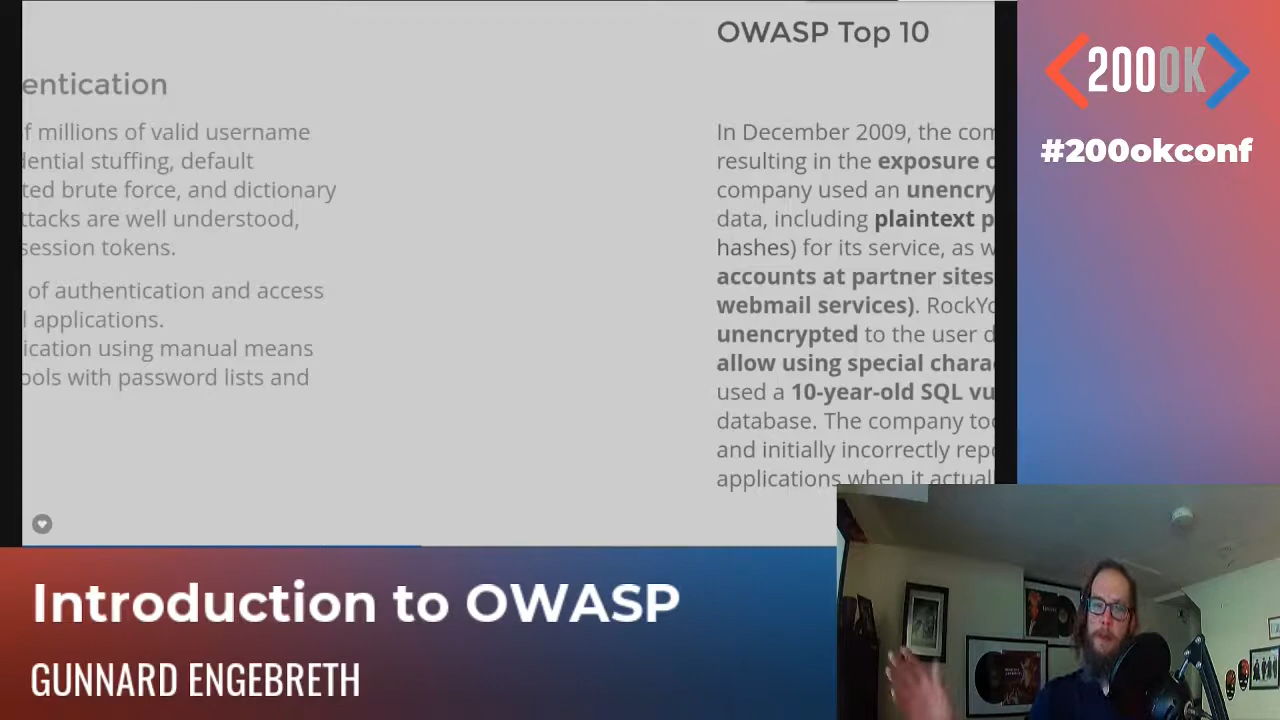 entication
f millions of valid username
dential stuffing, default
ted brute force, and dictionary
ttacks are well understood,
session tokens.
of authentication and access
l applications.
ication using manual means
ools with password lists and
OWASP Top 10
In December 2009, the com
resulting in the exposure o
company used an unencry
data, including plaintext p
hashes) for its service, as w
accounts at partner sites
webmail services). RockYo
unencrypted to the user d
allow using special chara
used a 10-year-old SQL vu
database. The company too
and initially incorrectly repo
applications when it actual
<200OK>
#200okconf
Introduction to OWASP
GUNNARD ENGEBRETH